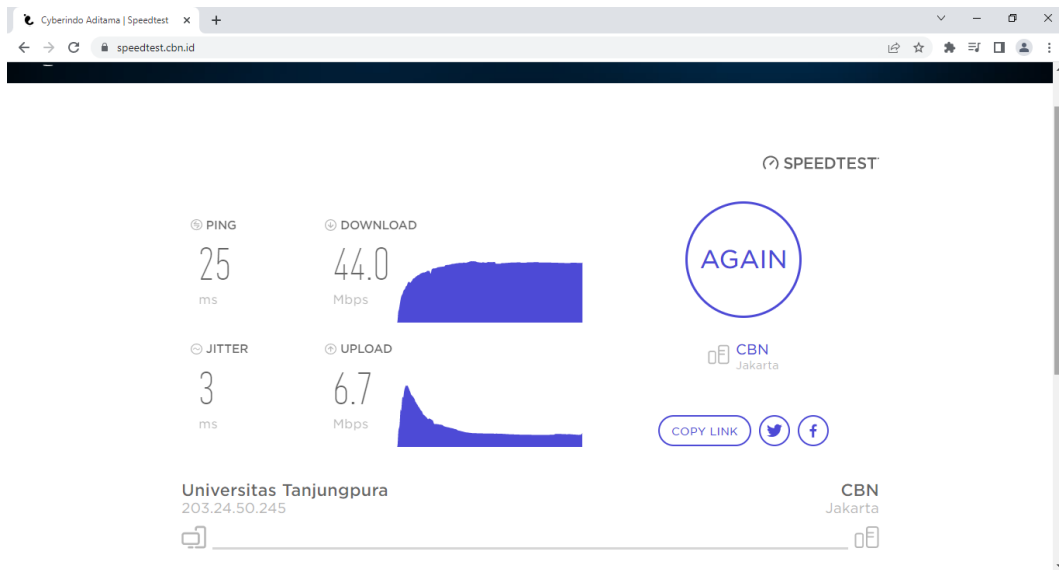 Cyberindo Aditama | Speedtest
speedtest.cbn.id
SPEEDTEST
PING
25
ms
DOWNLOAD
44.0
Mbps
JITTER
3
ms
UPLOAD
6.7
Mbps
AGAIN
CBN
Jakarta
COPY LINK
Universitas Tanjungpura
203.24.50.245
CBN
Jakarta